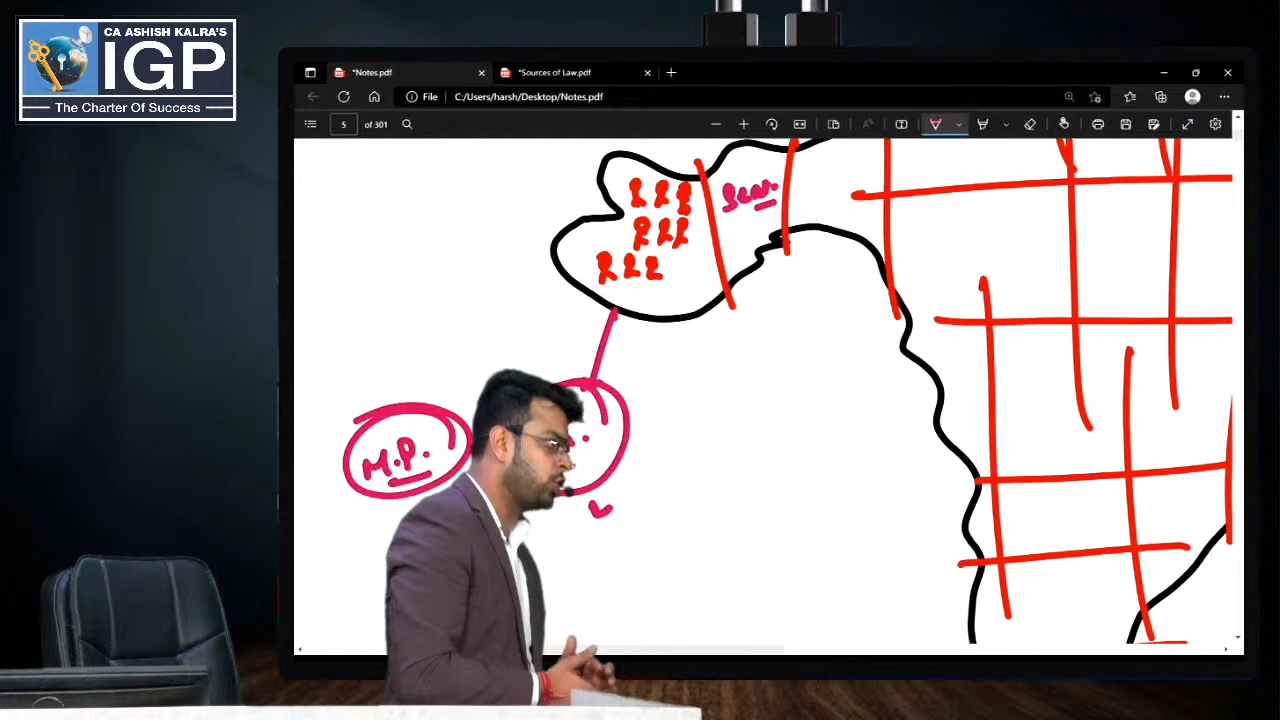 CA ASHISH KALRA'S
IGP
The Charter Of Success
*Notes.pdf
*Sources of Law.pdf
File
C:/Users/harsh/Desktop/Notes.pdf
5
of 301
M.P.